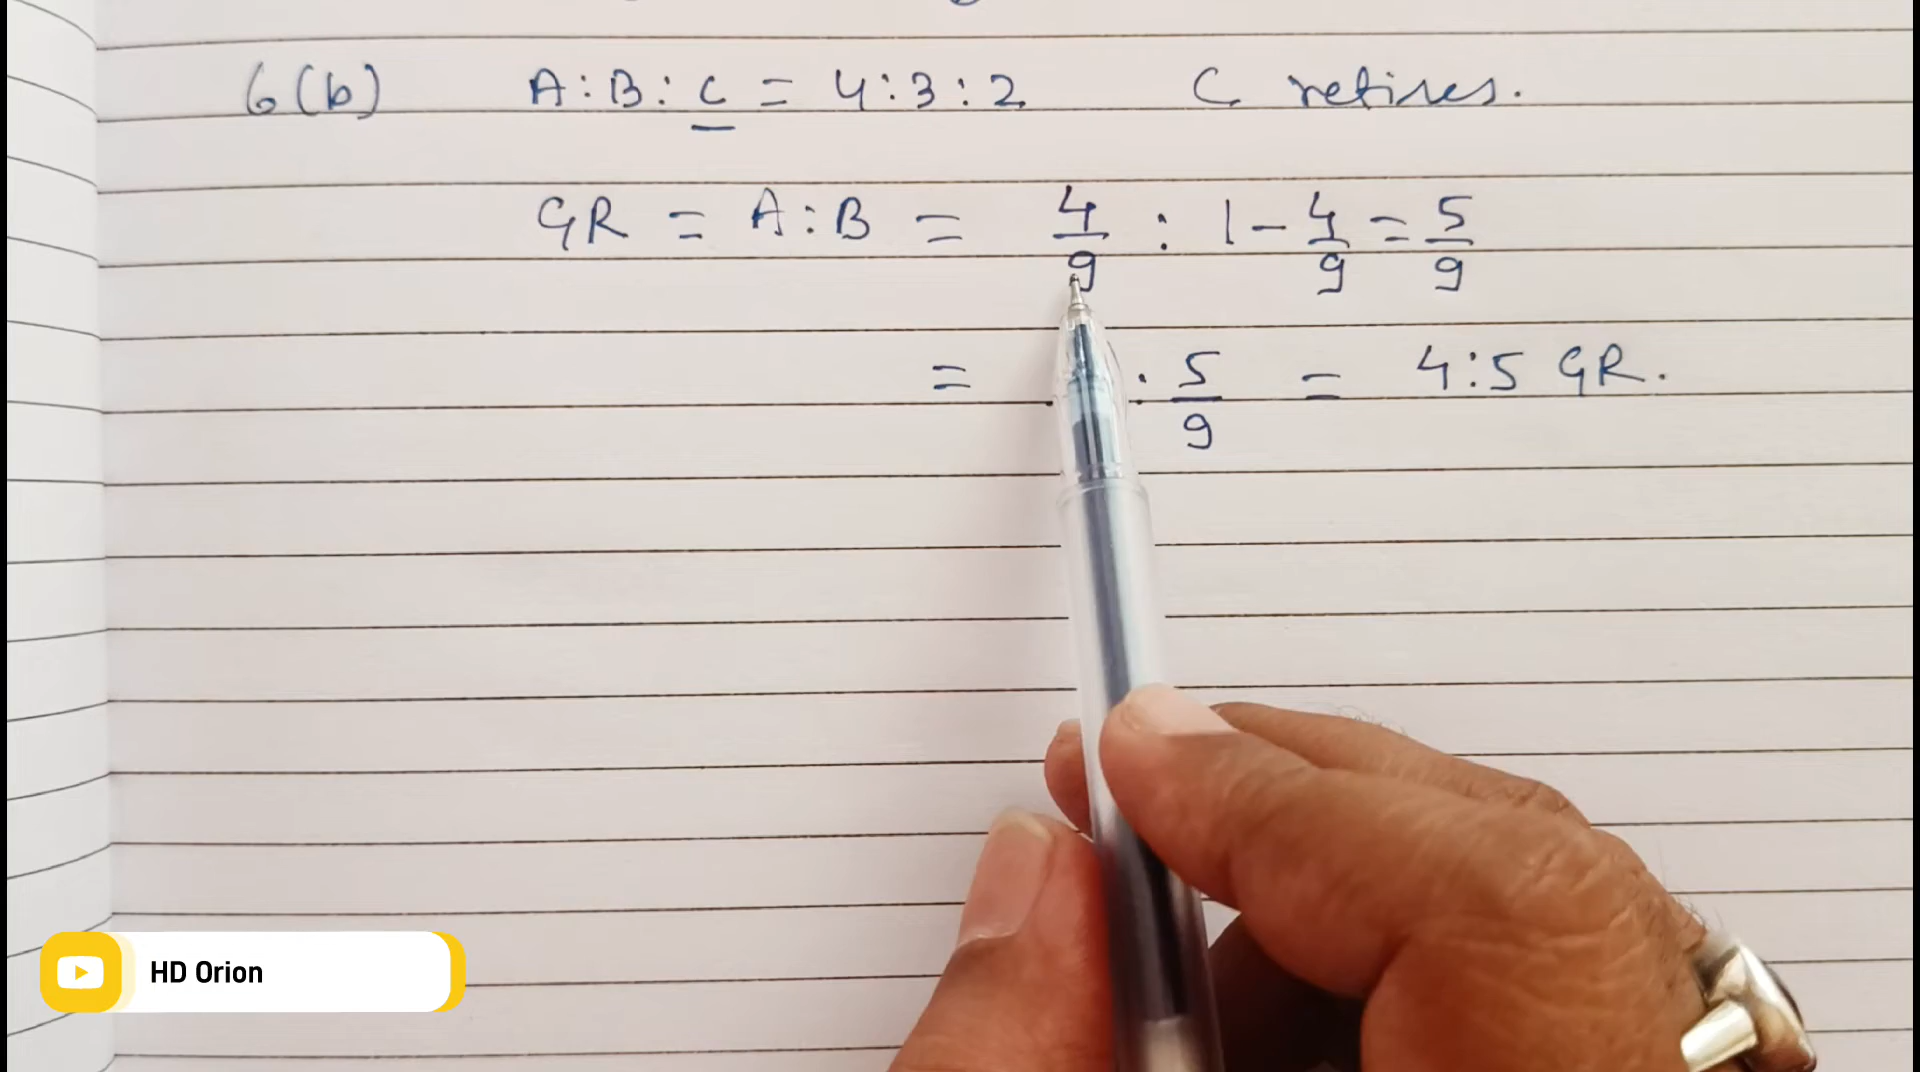 6(b) A:B:C = 4:3:2 C retires.
GR = A:B = 4/9 : 1 - 4/9 = 5/9
= : 5/9 = 4:5 GR.
HD Orion